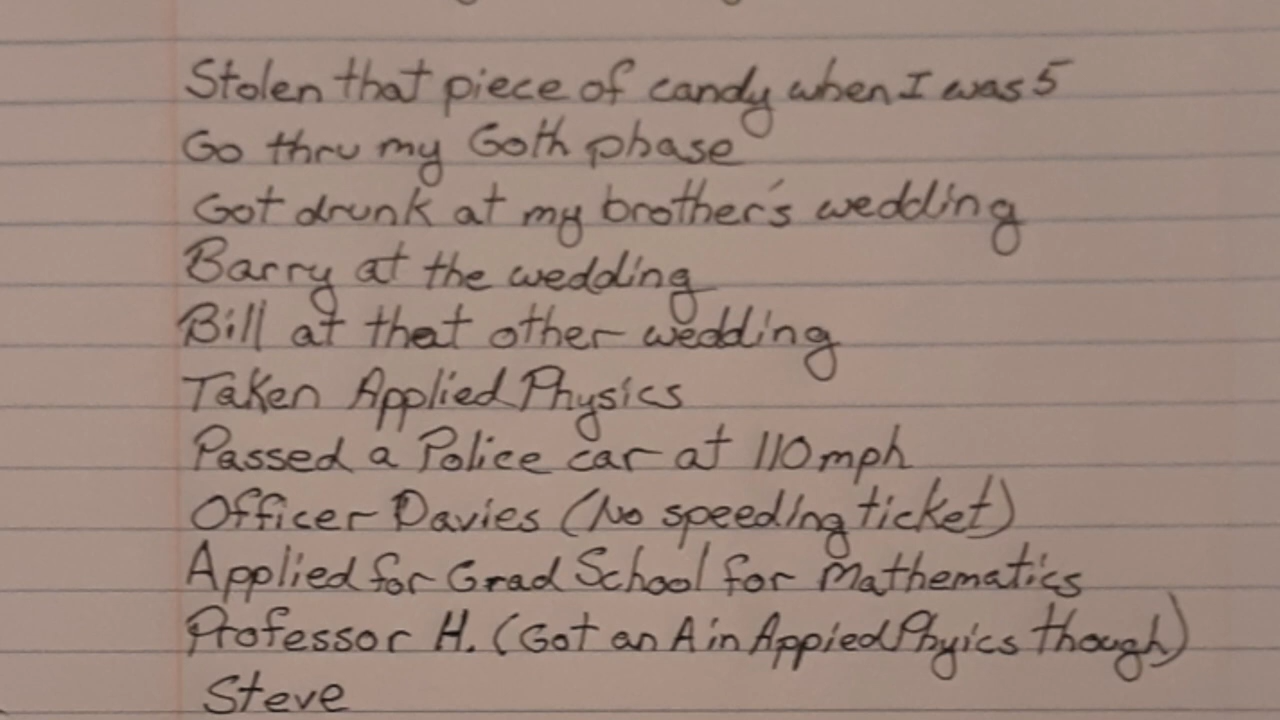 Stolen that piece of candy when I was 5
Go thru my Goth phase
Got drunk at my brother's wedding
Barry at the wedding
Bill at that other wedding
Taken Applied Physics
Passed a Police car at 110 mph
Officer Davies (No speeding ticket)
Applied for Grad School for Mathematics
Professor H. (Got an A in Appied Phyics though)
Steve